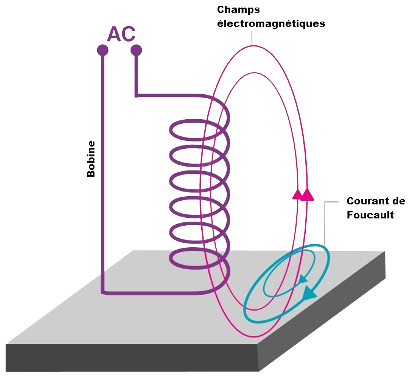 Champs
électromagnétiques
AC
Bobine
Courant de
Foucault